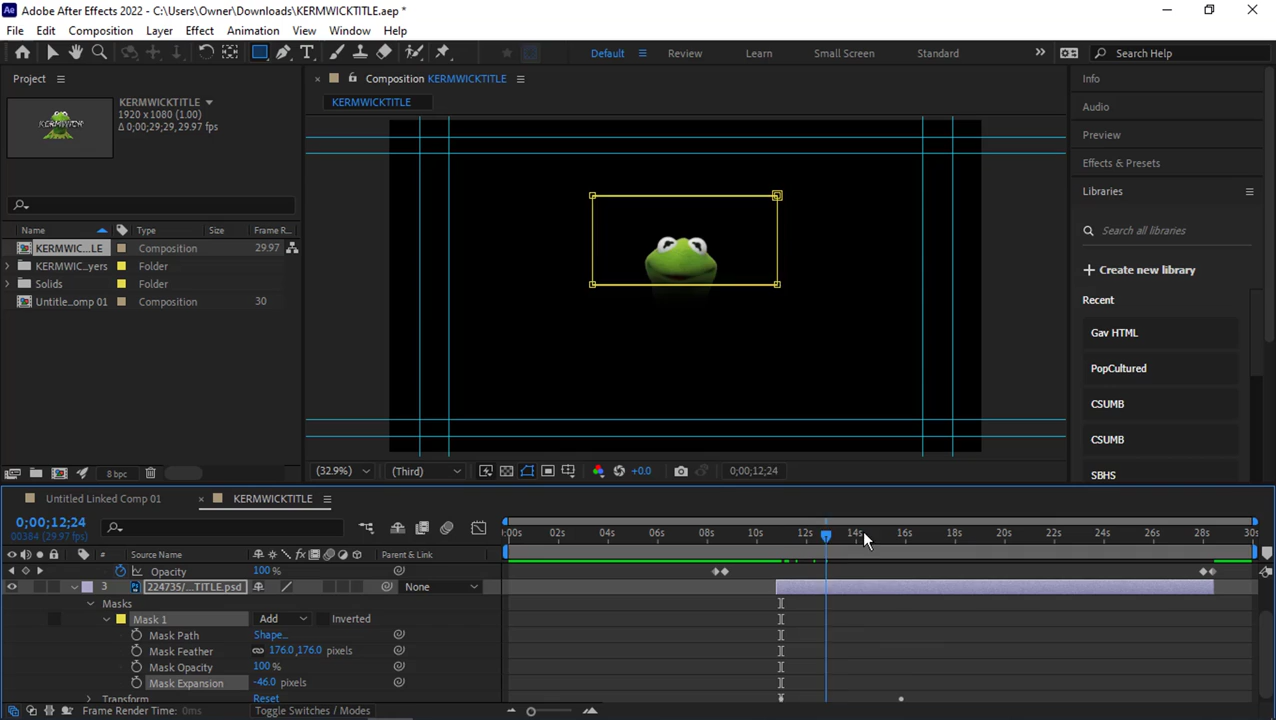 Ae Adobe After Effects 2022 - C:\Users\Owner\Downloads\KERMWICKTITLE.aep *
File Edit Composition Layer Effect Animation View Window Help
T Default Review Learn Small Screen Standard Search Help
Project
KERMWICKTITLE
1920 x 1080 (1.00)
Δ 0;00;29;29, 29.97 fps
Name Type Size Frame R...
KERMWIC...LE Composition 29.97
KERMWIC...yers Folder
Solids Folder
Untitle...omp 01 Composition 30
8 bpc
Composition KERMWICKTITLE
KERMWICKTITLE
(32.9%) (Third) +0.0 0;00;12;24
Info
Audio
Preview
Effects & Presets
Libraries
Search all libraries
+ Create new library
Recent
Gav HTML
PopCultured
CSUMB
CSUMB
SBHS
Untitled Linked Comp 01 × KERMWICKTITLE
0;00;12;24
00384 (29.97 fps)
:00s 02s 04s 06s 08s 10s 12s 14s 16s 18s 20s 22s 24s 26s 28s 30s
# Source Name Parent & Link
Opacity 100 %
3 224735/...TITLE.psd None
Masks
Mask 1 Add Inverted
Mask Path Shape...
Mask Feather 176.0,176.0 pixels
Mask Opacity 100 %
Mask Expansion -46.0 pixels
Transform Reset
Frame Render Time: 0ms Toggle Switches / Modes